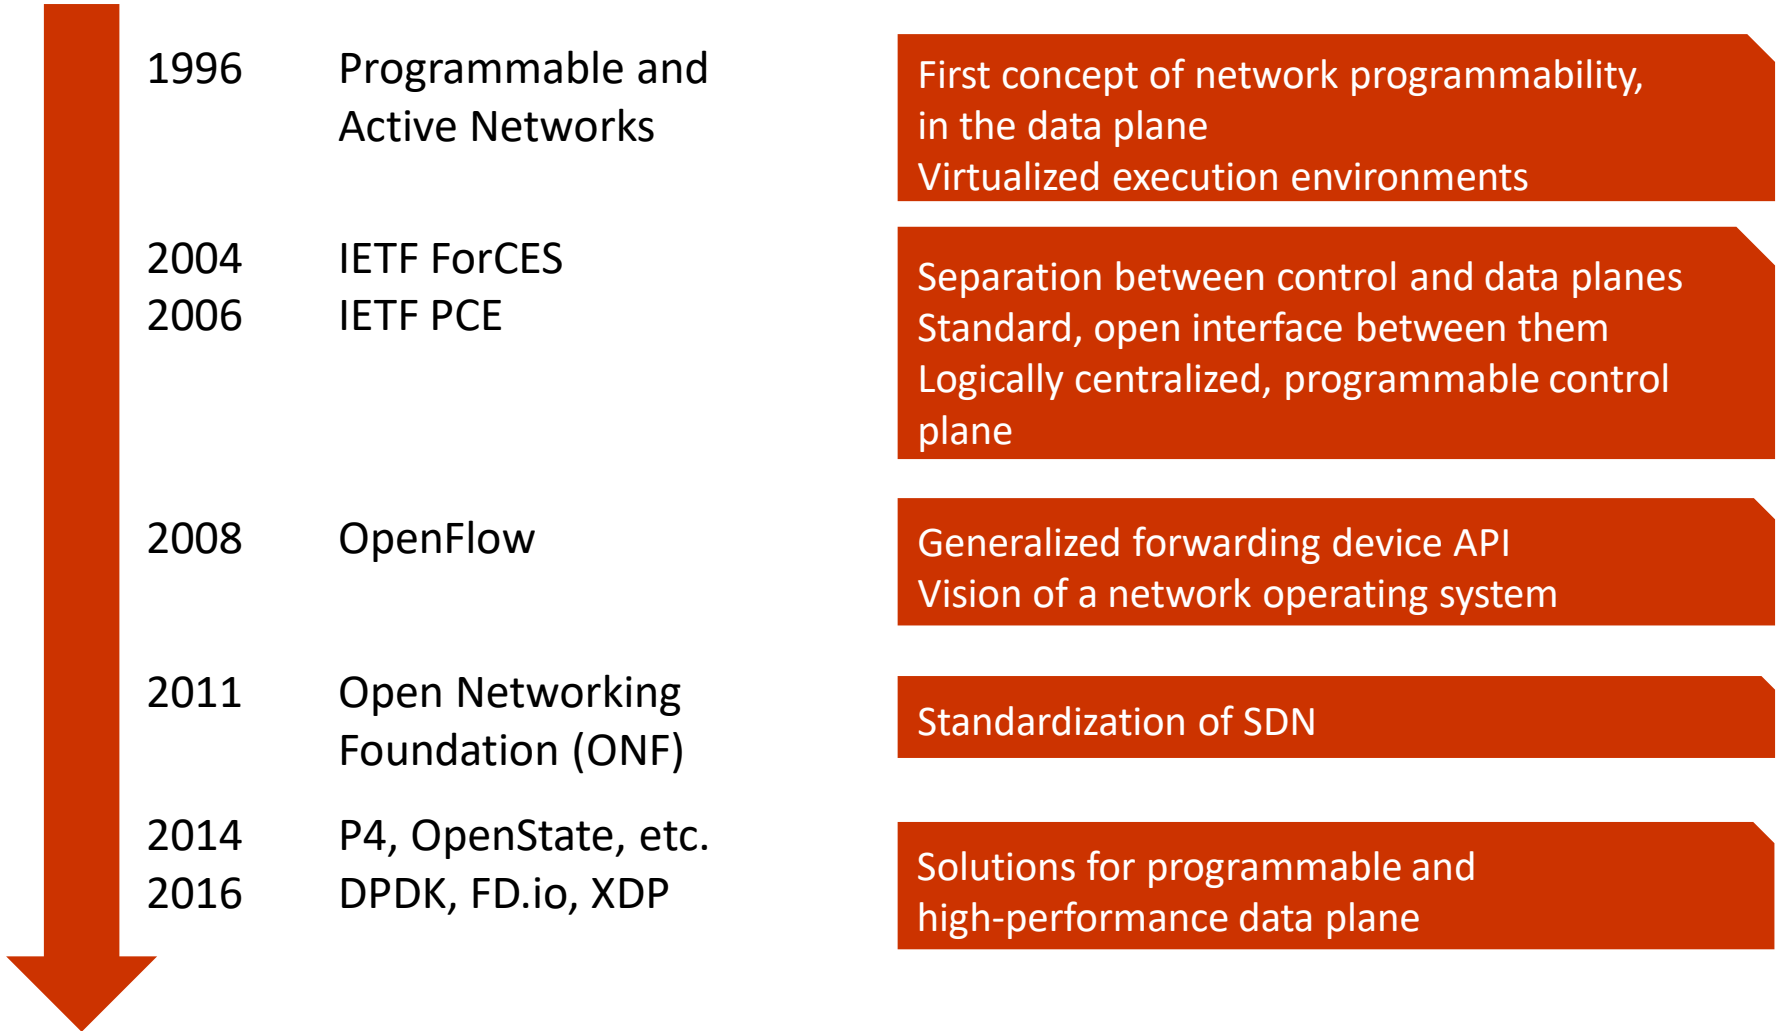 1996 Programmable and
Active Networks
First concept of network programmability,
in the data plane
Virtualized execution environments
2004 IETF ForCES
2006 IETF PCE
Separation between control and data planes
Standard, open interface between them
Logically centralized, programmable control
plane
2008 OpenFlow
Generalized forwarding device API
Vision of a network operating system
2011 Open Networking
Foundation (ONF)
Standardization of SDN
2014 P4, OpenState, etc.
2016 DPDK, FD.io, XDP
Solutions for programmable and
high-performance data plane